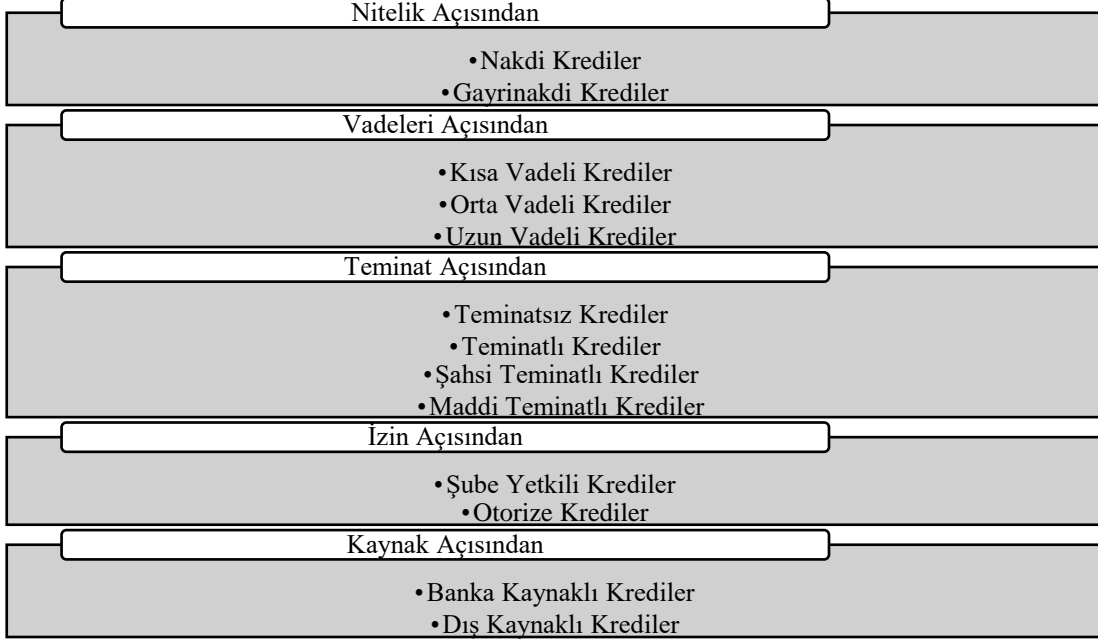 Nitelik Açısından
•Nakdi Krediler
•Gayrinakdi Krediler
Vadeleri Açısından
•Kısa Vadeli Krediler
•Orta Vadeli Krediler
•Uzun Vadeli Krediler
Teminat Açısından
•Teminatsız Krediler
•Teminatlı Krediler
•Şahsi Teminatlı Krediler
•Maddi Teminatlı Krediler
İzin Açısından
•Şube Yetkili Krediler
•Otorize Krediler
Kaynak Açısından
•Banka Kaynaklı Krediler
•Dış Kaynaklı Krediler